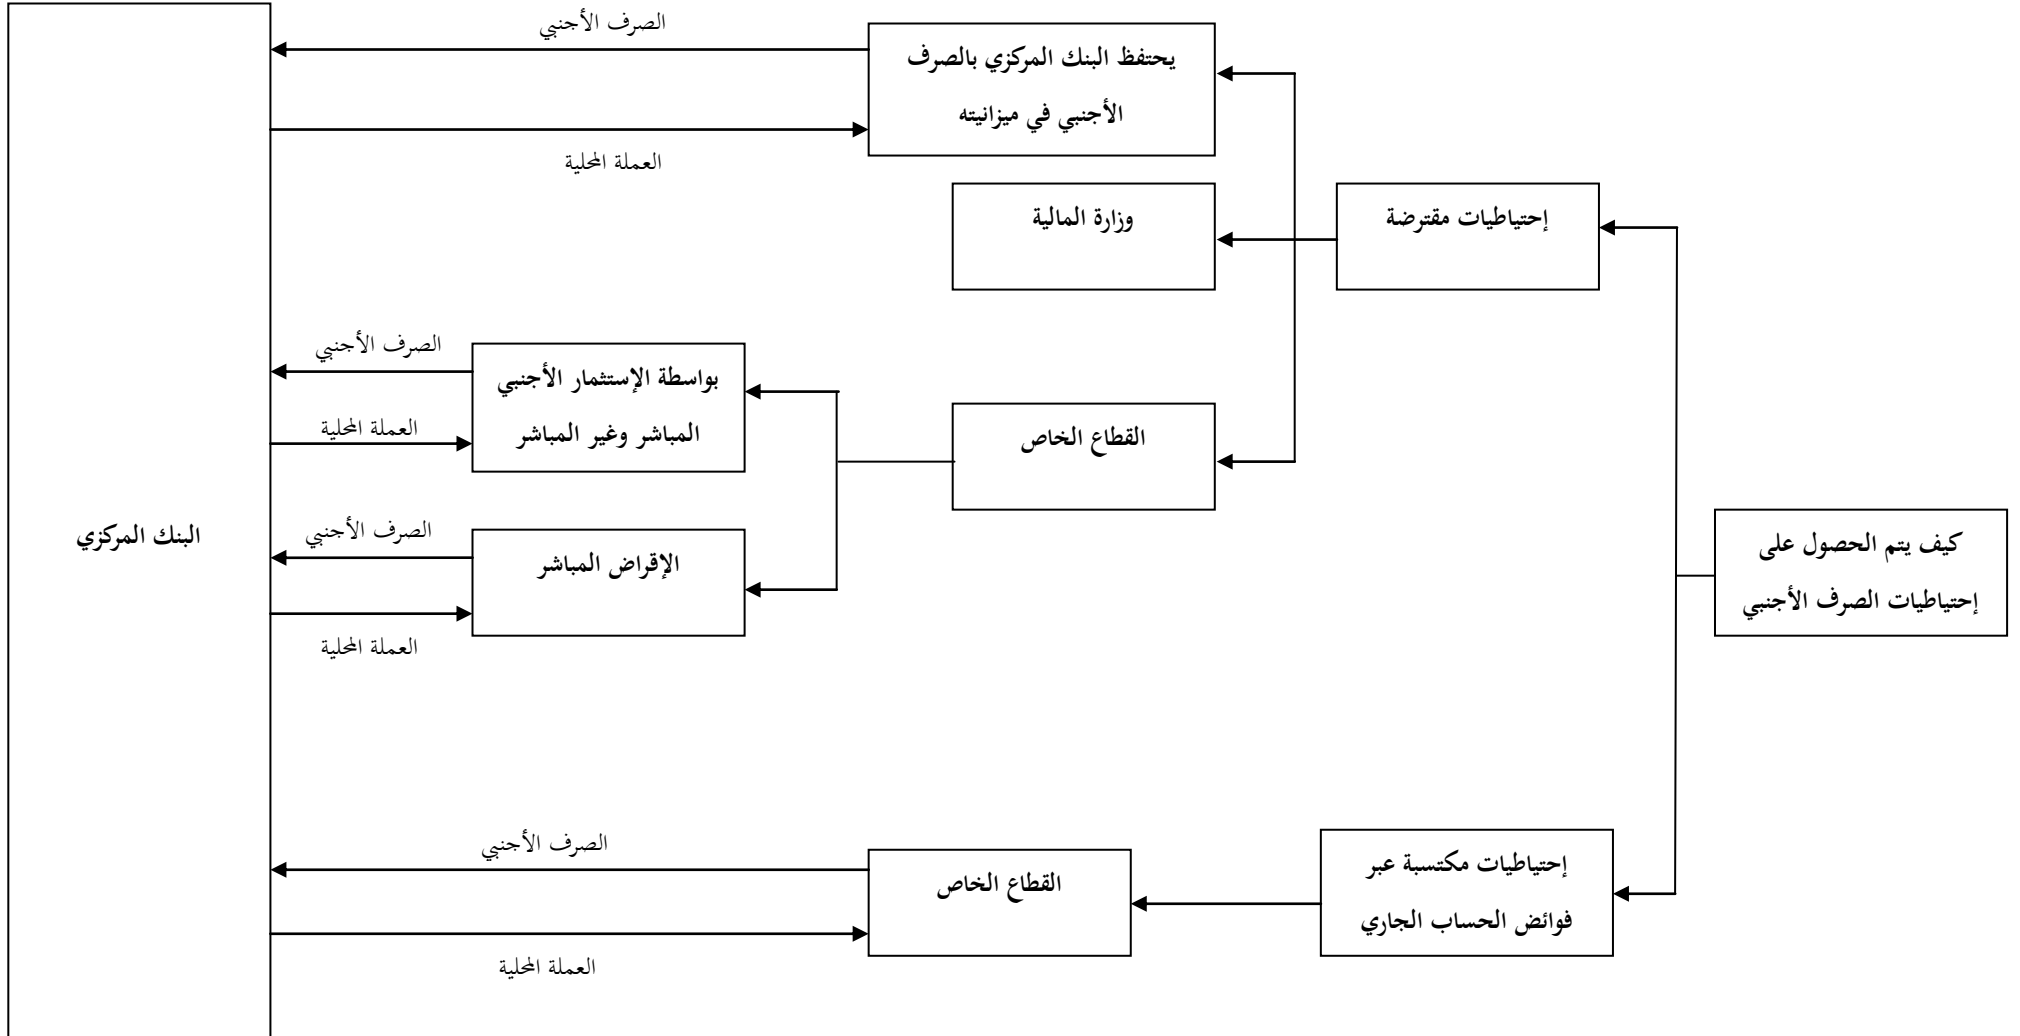 كيف يتم الحصول على
إحتياطيات الصرف الأجنبي
إحتياطيات مقترضة
يحتفظ البنك المركزي بالصرف
الأجنبي في ميزانيته
الصرف الأجنبي
العملة المحلية
وزارة المالية
القطاع الخاص
بواسطة الإستثمار الأجنبي
المباشر وغير المباشر
الصرف الأجنبي
العملة المحلية
الإقراض المباشر
الصرف الأجنبي
العملة المحلية
إحتياطيات مكتسبة عبر
فوائض الحساب الجاري
القطاع الخاص
الصرف الأجنبي
العملة المحلية
البنك المركزي